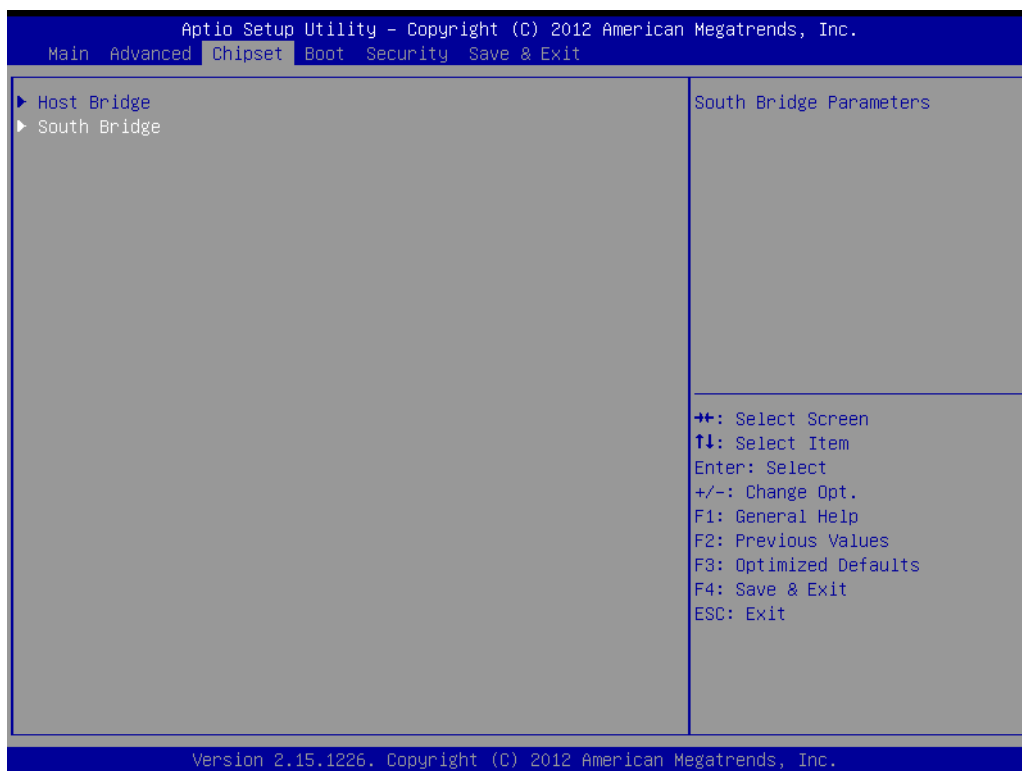 Aptio Setup Utility – Copyright (C) 2012 American Megatrends, Inc.
Main Advanced Chipset Boot Security Save & Exit
► Host Bridge
► South Bridge
South Bridge Parameters
→←: Select Screen
↑↓: Select Item
Enter: Select
+/-: Change Opt.
F1: General Help
F2: Previous Values
F3: Optimized Defaults
F4: Save & Exit
ESC: Exit
Version 2.15.1226. Copyright (C) 2012 American Megatrends, Inc.